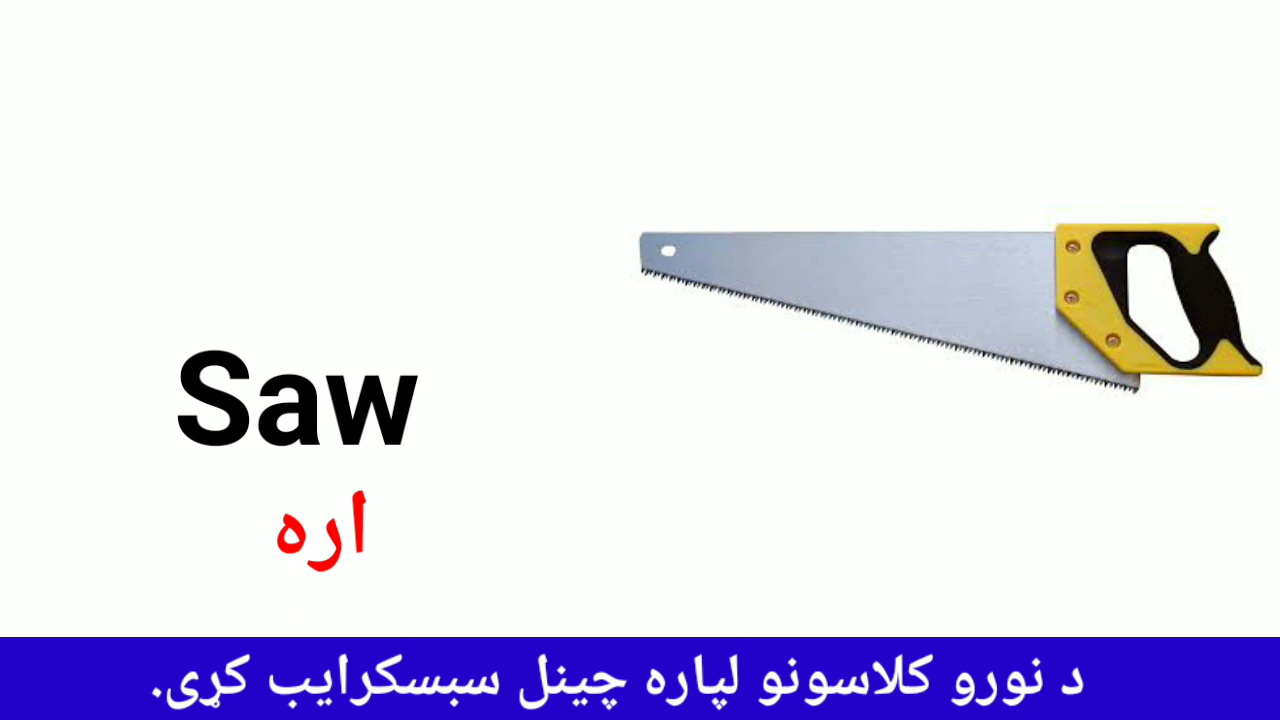 Saw
اره
د نورو کلاسونو لپاره چینل سبسکرایب کړی.